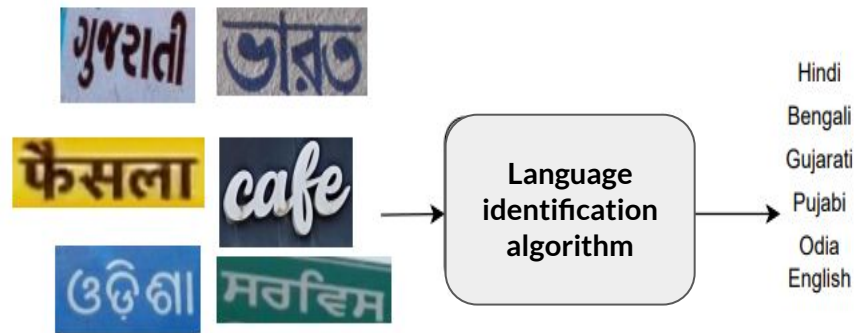 ગુજરાતી ভারত
फैसला cafe
ଓଡ଼ିଶା ਸਰਵਿਸ
Language
identification
algorithm
Hindi
Bengali
Gujarati
Pujabi
Odia
English